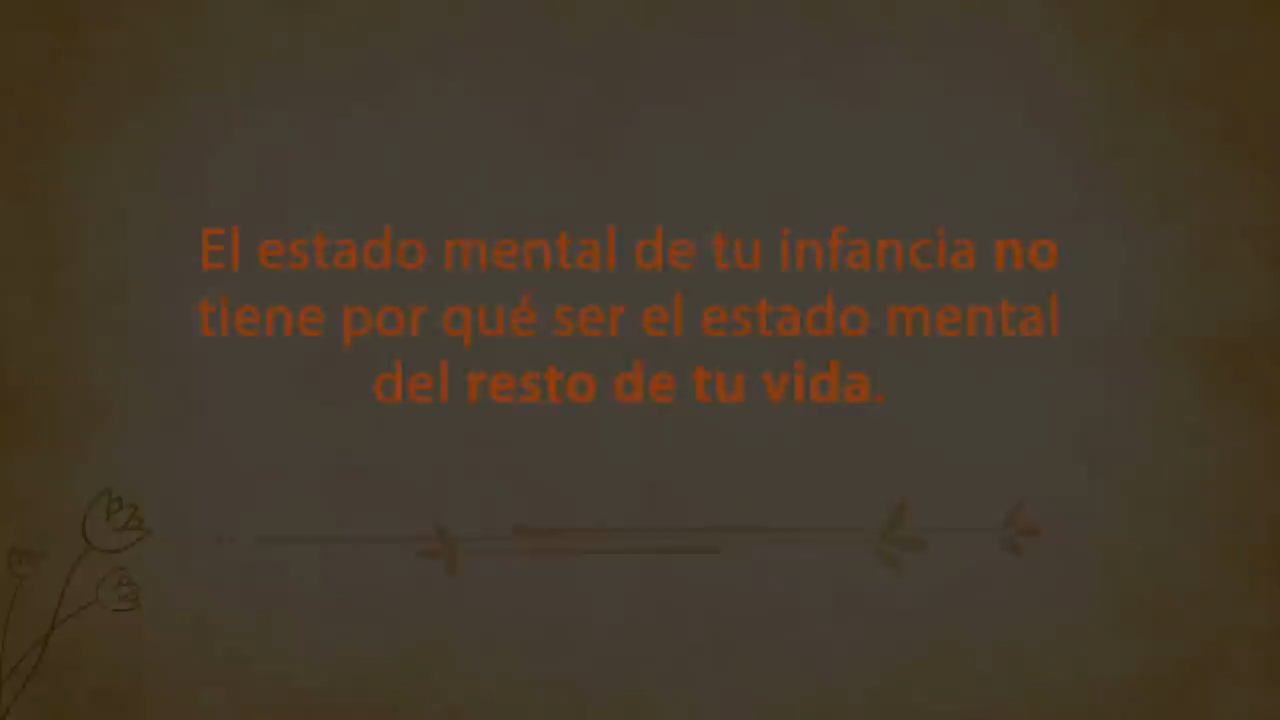 El estado mental de tu infancia no
tiene por qué ser el estado mental
del resto de tu vida.